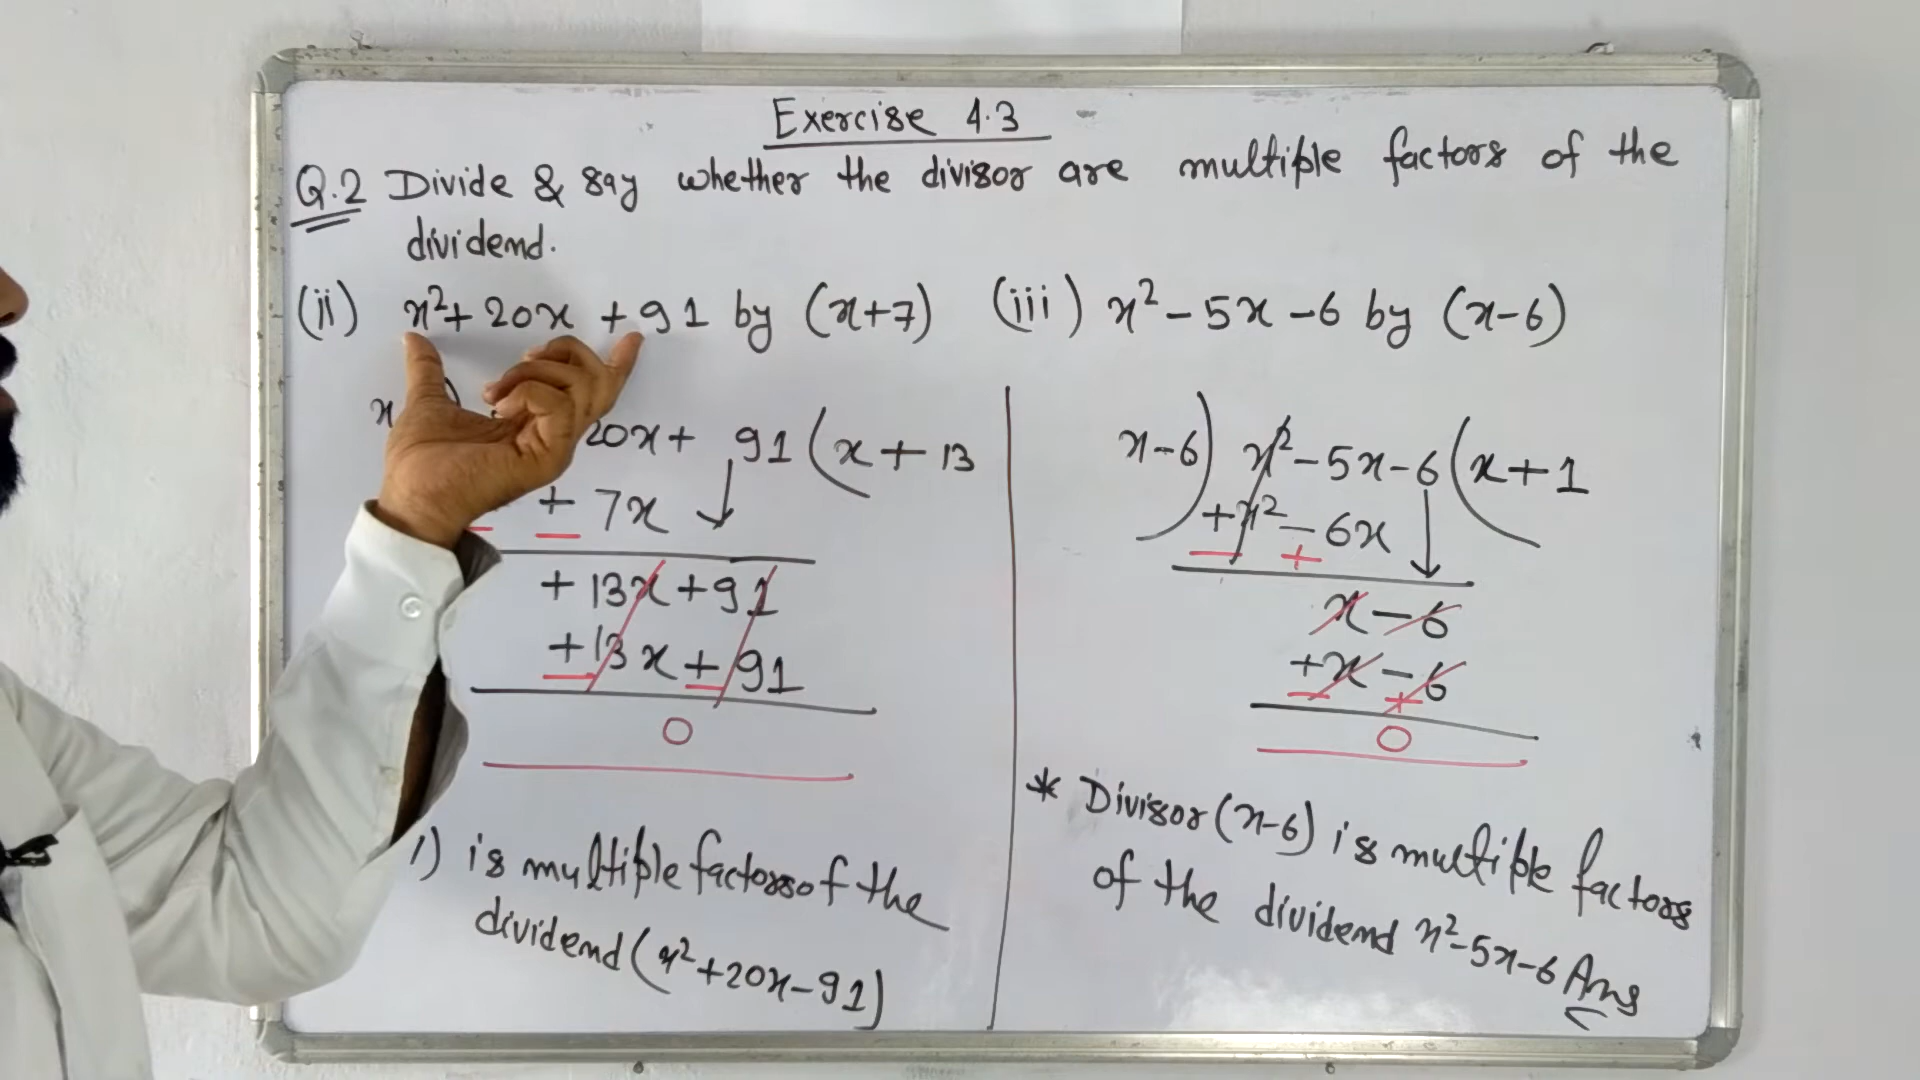 Exercise 4.3
Q.2 Divide & say whether the divisor are multiple factors of the
dividend.
(ii) x²+20x+91 by (x+7)
x 20x+ 91(x+13
+ 7x
+13x+91
+13x+91
0
) is multiple factors of the
dividend (x²+20x-91)
(iii) x²-5x-6 by (x-6)
x-6) x²-5x-6(x+1
+x²-6x
- +
x-6
+x-6
- +
0
* Divisor (x-6) is multiple factors
of the dividend x²-5x-6 Ans